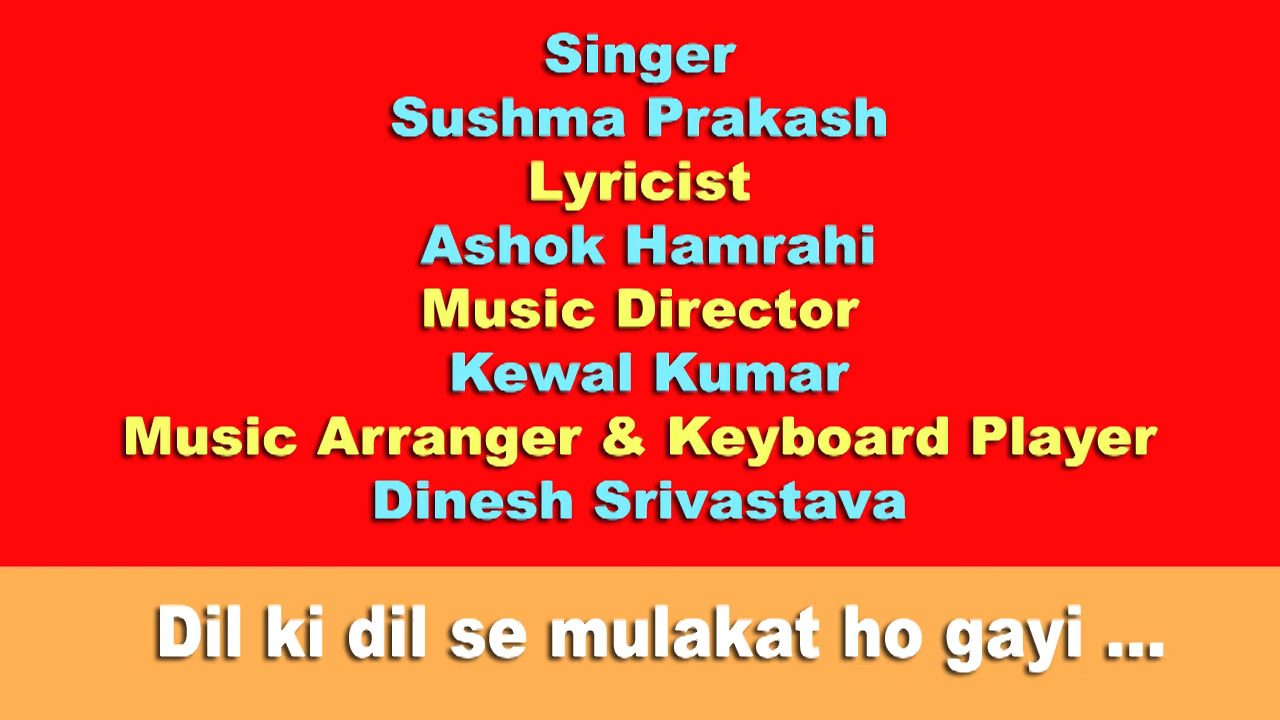 Singer
Sushma Prakash
Lyricist
Ashok Hamrahi
Music Director
Kewal Kumar
Music Arranger & Keyboard Player
Dinesh Srivastava
Dil ki dil se mulakat ho gayi ...